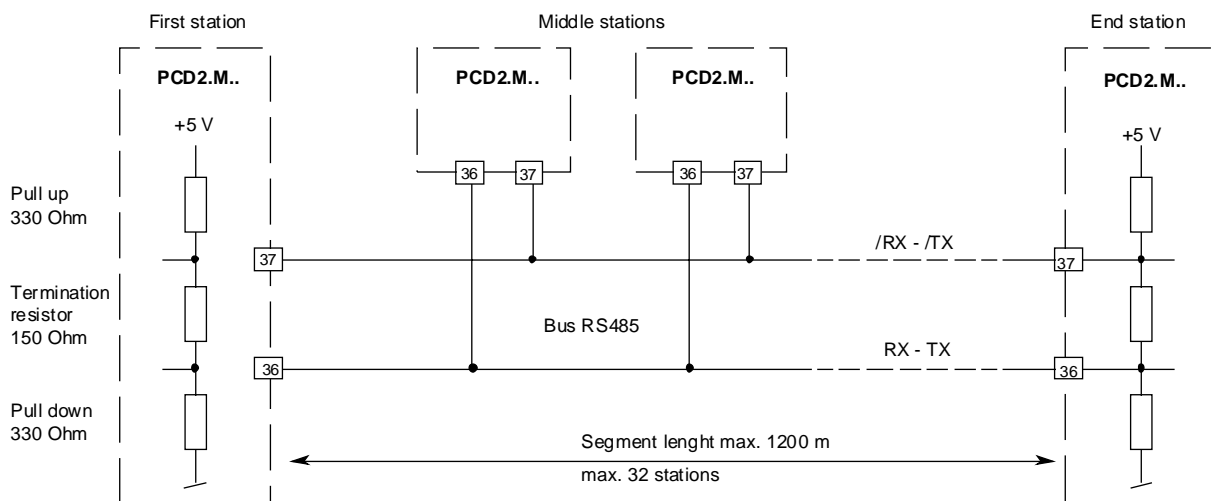 First station
Middle stations
End station
PCD2.M..
PCD2.M..
PCD2.M..
PCD2.M..
+5 V
+5 V
36
37
36
37
Pull up
330 Ohm
/RX - /TX
37
37
Termination
resistor
150 Ohm
Bus RS485
RX - TX
36
36
Pull down
330 Ohm
Segment lenght max. 1200 m
max. 32 stations